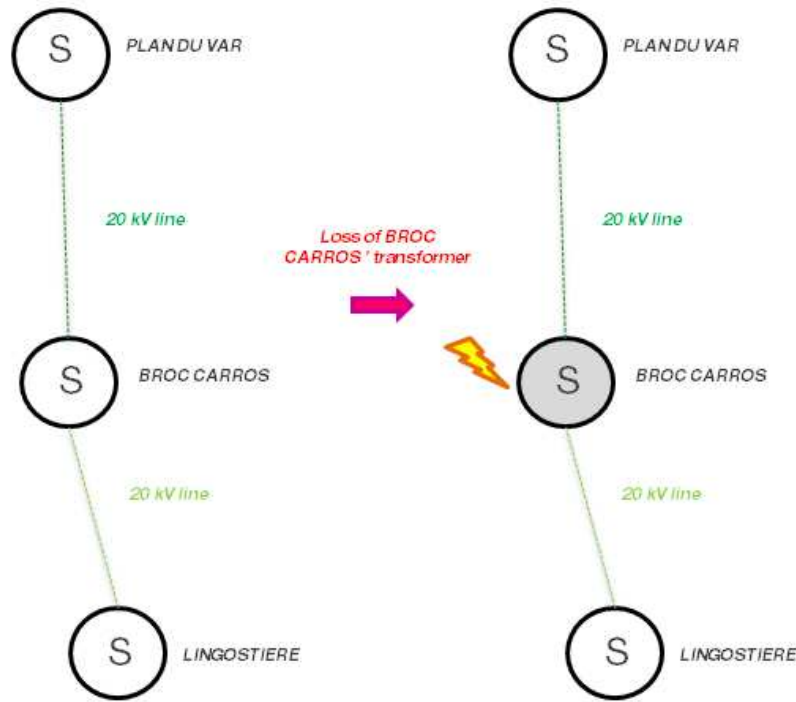 S
PLAN DU VAR
S
PLAN DU VAR
20 kV line
20 kV line
Loss of BROC
CARROS ' transformer
S
BROC CARROS
S
BROC CARROS
20 kV line
20 kV line
S
LINGOSTIERE
S
LINGOSTIERE